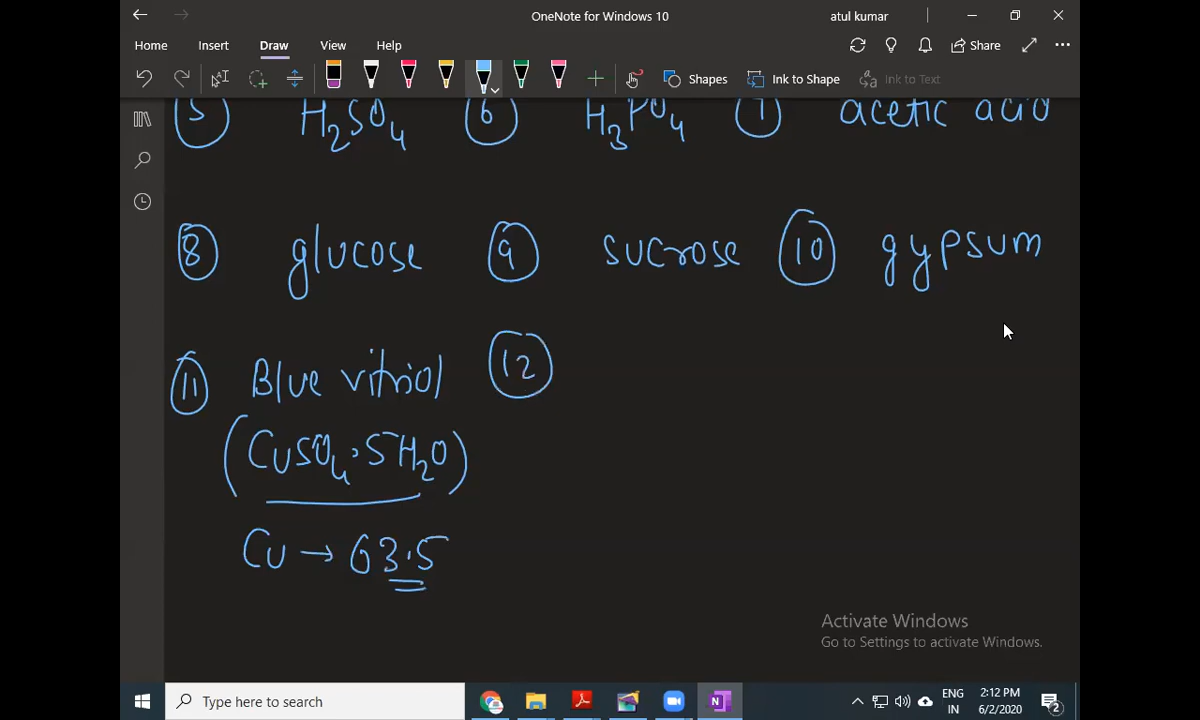 OneNote for Windows 10
atul kumar
Home Insert Draw View Help
Share
Shapes Ink to Shape Ink to Text
5 H2SO4 6 H3PO4 7 acetic acid
8 glucose 9 sucrose 10 gypsum
11 Blue vitriol 12
(CuSO4·5H2O)
Cu → 63.5
Activate Windows
Go to Settings to activate Windows.
Type here to search
ENG
IN
2:12 PM
6/2/2020
2